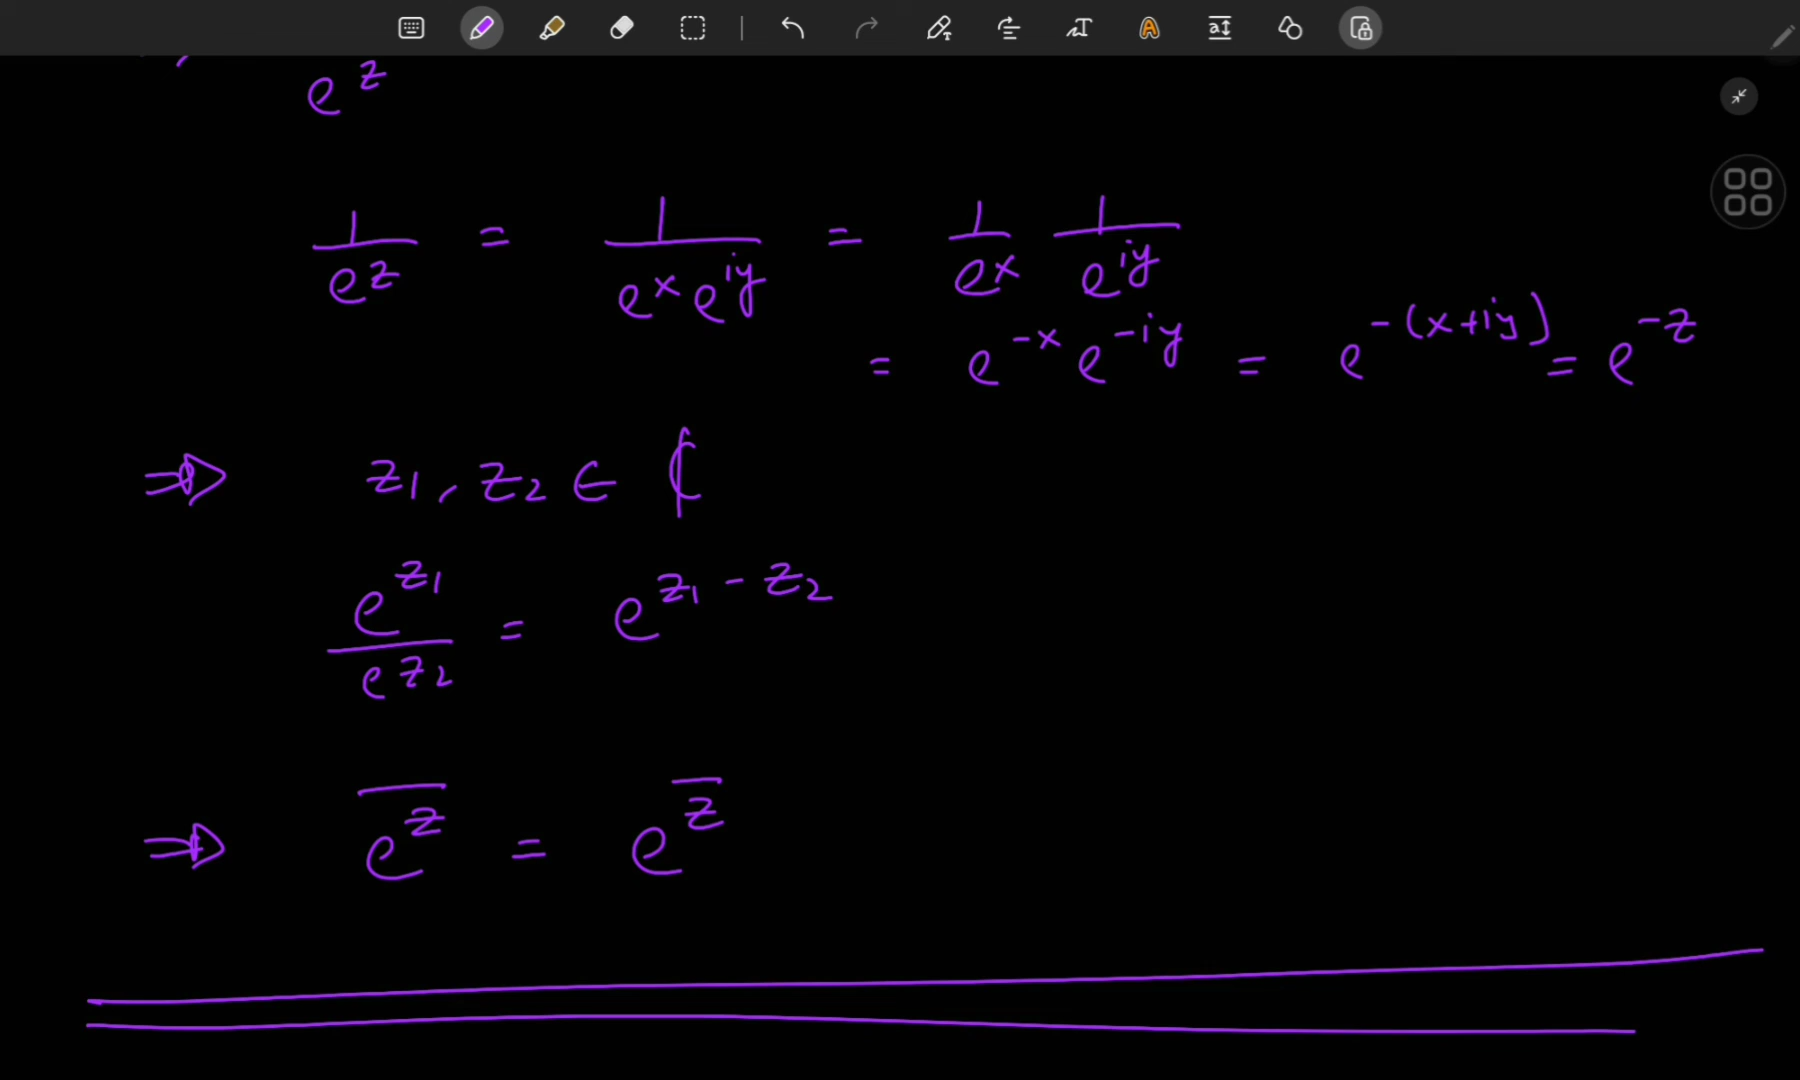 e^z
1/e^z = 1/(e^x e^{iy}) = 1/e^x 1/e^{iy}
= e^{-x} e^{-iy} = e^{-(x+iy)} = e^{-z}
⇒ z₁, z₂ ∈ ℂ
e^{z₁}/e^{z₂} = e^{z₁ - z₂}
⇒ \overline{e^z} = e^{\overline{z}}